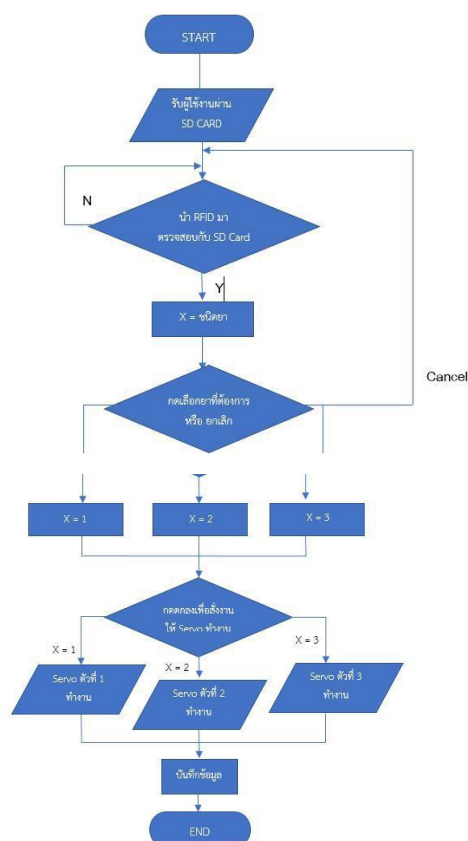 START
รับผู้ใช้งานผ่าน
SD CARD
N
นำ RFID มา
ตรวจสอบกับ SD Card
Y
X = ชนิดยา
Cancel
กดเลือกยาที่ต้องการ
หรือ ยกเลิก
X = 1
X = 2
X = 3
กดตกลงเพื่อสั่งงาน
ให้ Servo ทำงาน
X = 1
X = 2
X = 3
Servo ตัวที่ 1
ทำงาน
Servo ตัวที่ 2
ทำงาน
Servo ตัวที่ 3
ทำงาน
บันทึกข้อมูล
END